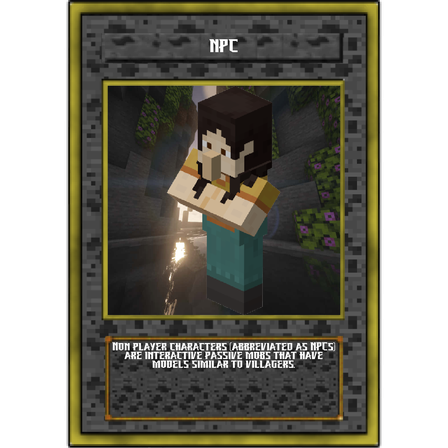 NPC
NON PLAYER CHARACTERS (ABBREVIATED AS NPCS)
ARE INTERACTIVE PASSIVE MOBS THAT HAVE
MODELS SIMILAR TO VILLAGERS.